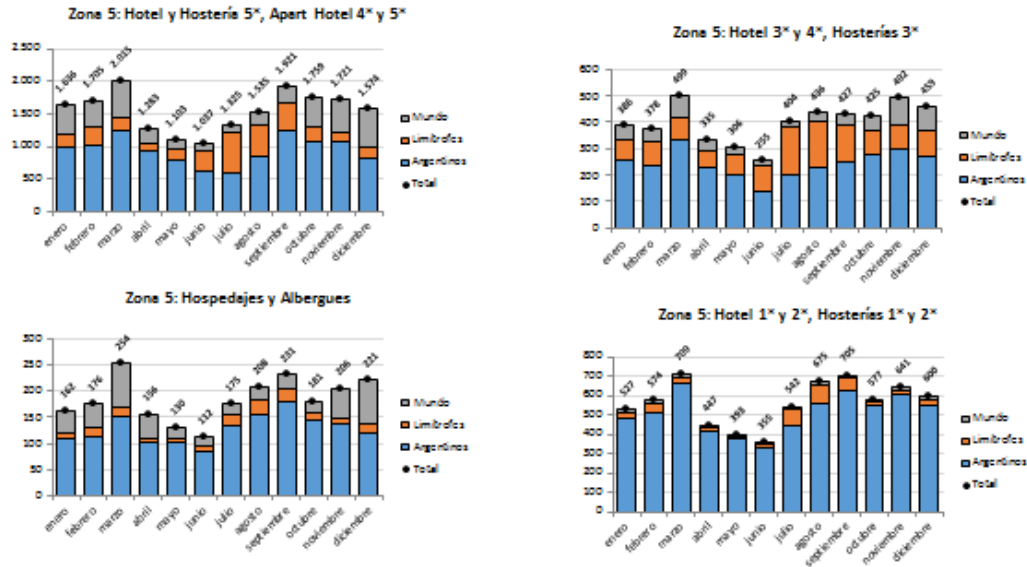 Zona 5: Hotel y Hostería 5*, Apart Hotel 4* y 5*
2.500
2.000
1.500
1.000
500
0
1.636
1.705
2.015
1.263
1.103
1.037
1.325
1.535
1.921
1.759
1.721
1.574
enero
febrero
marzo
abril
mayo
junio
julio
agosto
septiembre
octubre
noviembre
diciembre
Mundo
Limítrofes
Argentinos
Total
Zona 5: Hotel 3* y 4*, Hosterías 3*
600
500
400
300
200
100
0
386
378
499
335
306
255
404
436
427
425
492
459
enero
febrero
marzo
abril
mayo
junio
julio
agosto
septiembre
octubre
noviembre
diciembre
Mundo
Limítrofes
Argentinos
Total
Zona 5: Hospedajes y Albergues
300
250
200
150
100
50
0
162
176
254
156
130
112
175
208
231
181
206
221
enero
febrero
marzo
abril
mayo
junio
julio
agosto
septiembre
octubre
noviembre
diciembre
Mundo
Limítrofes
Argentinos
Total
Zona 5: Hotel 1* y 2*, Hosterías 1* y 2*
800
700
600
500
400
300
200
100
0
527
574
709
447
393
355
542
675
705
577
641
600
enero
febrero
marzo
abril
mayo
junio
julio
agosto
septiembre
octubre
noviembre
diciembre
Mundo
Limítrofes
Argentinos
Total